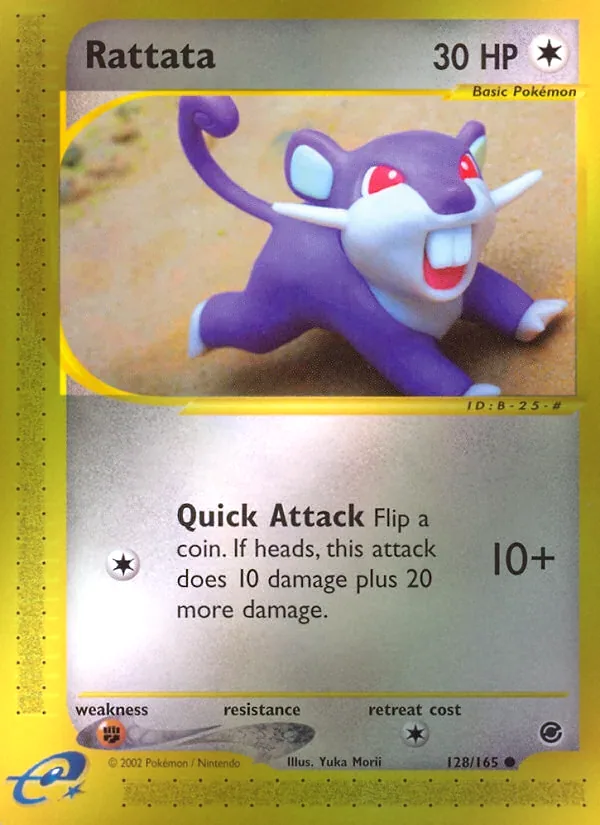 Rattata 30 HP
Basic Pokémon
ID:B-25-#
Quick Attack Flip a
coin. If heads, this attack
does 10 damage plus 20
more damage.
10+
weakness resistance retreat cost
© 2002 Pokémon / Nintendo Illus. Yuka Morii 128/165
e